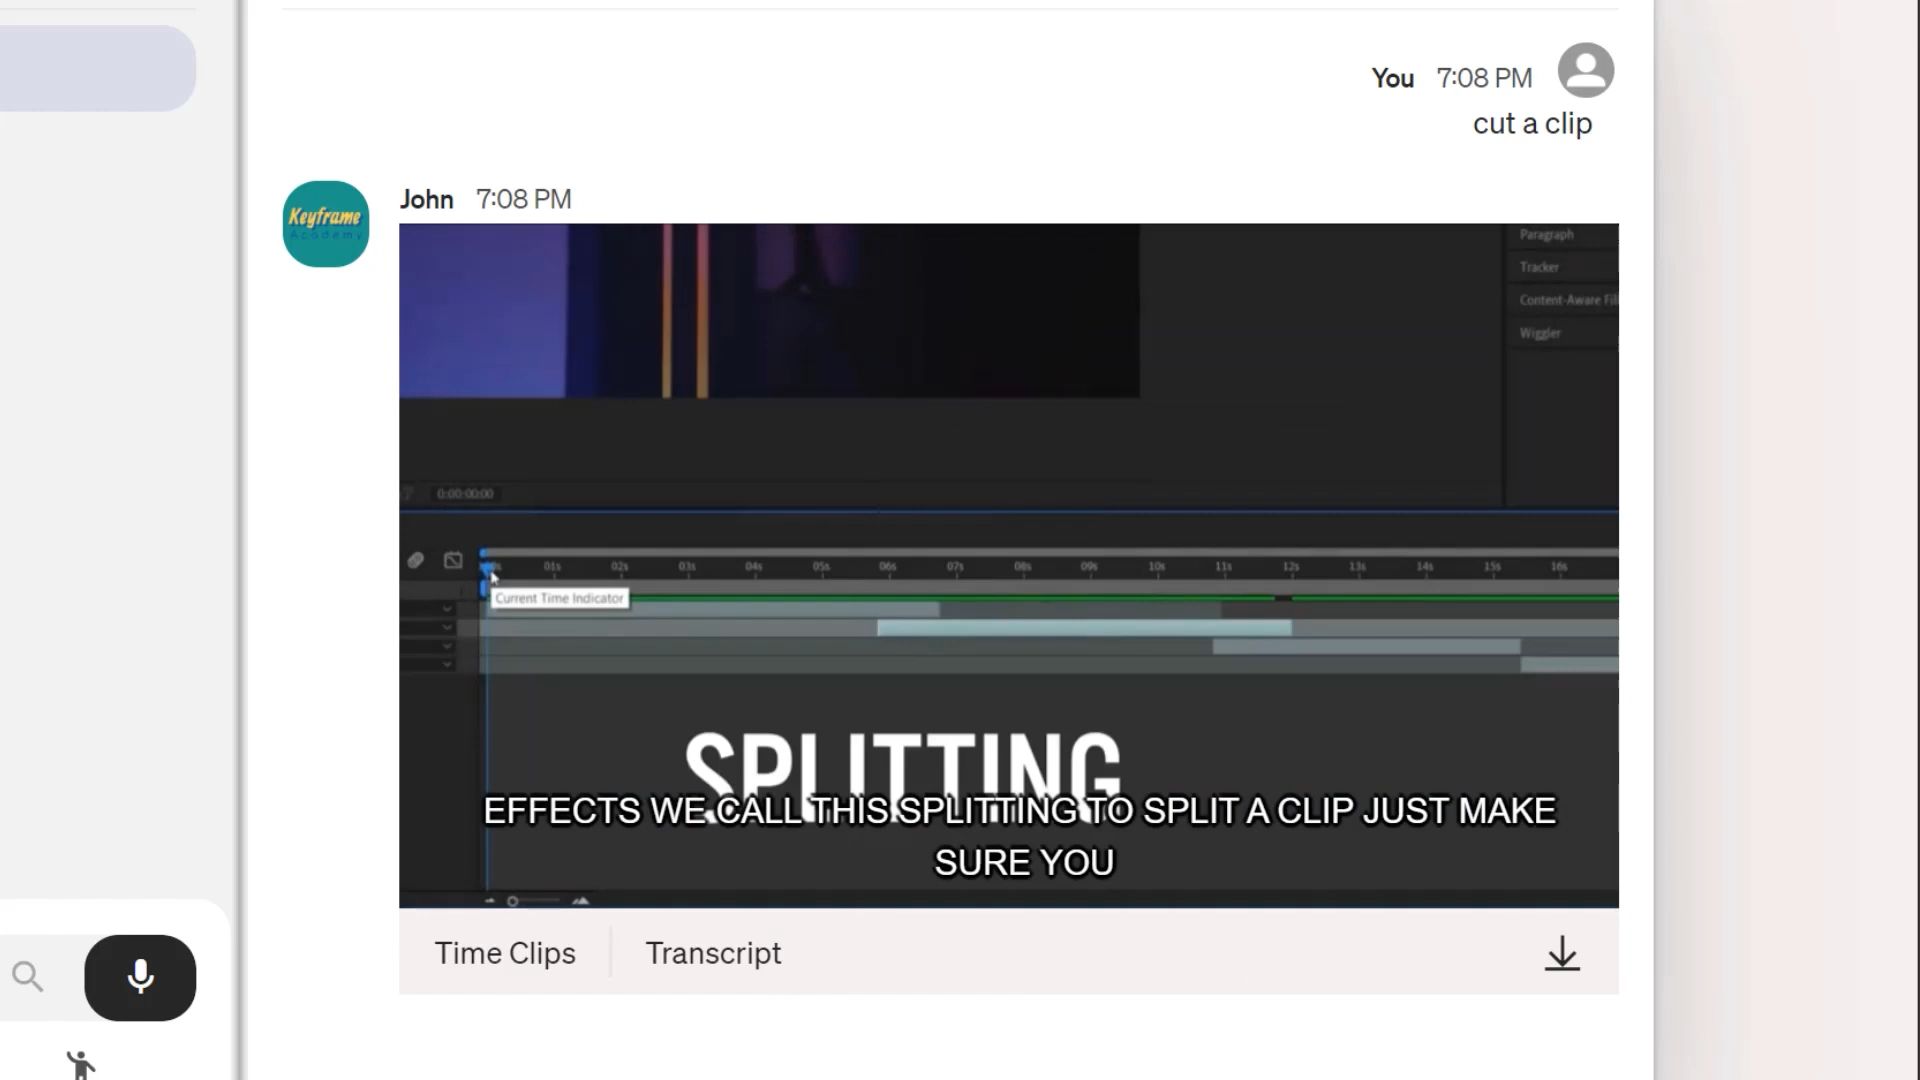 You 7:08 PM
cut a clip
Keyframe
Academy
John 7:08 PM
Paragraph
Tracker
Content-Aware Fill
Wiggler
0:00:00:00
01s 02s 03s 04s 05s 06s 07s 08s 09s 10s 11s 12s 13s 14s 15s 16s
Current Time Indicator
SPLITTING
EFFECTS WE CALL THIS SPLITTING TO SPLIT A CLIP JUST MAKE
SURE YOU
Time Clips
Transcript